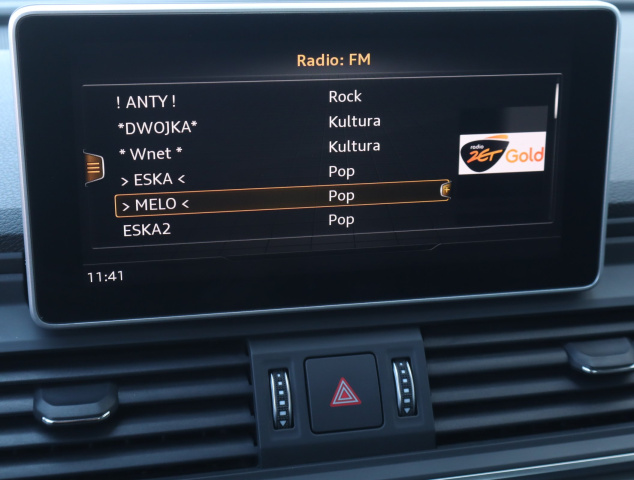 Radio: FM
! ANTY ! Rock
*DWOJKA* Kultura
* Wnet * Kultura
> ESKA < Pop
> MELO < Pop
ESKA2 Pop
radio
ZET Gold
11:41